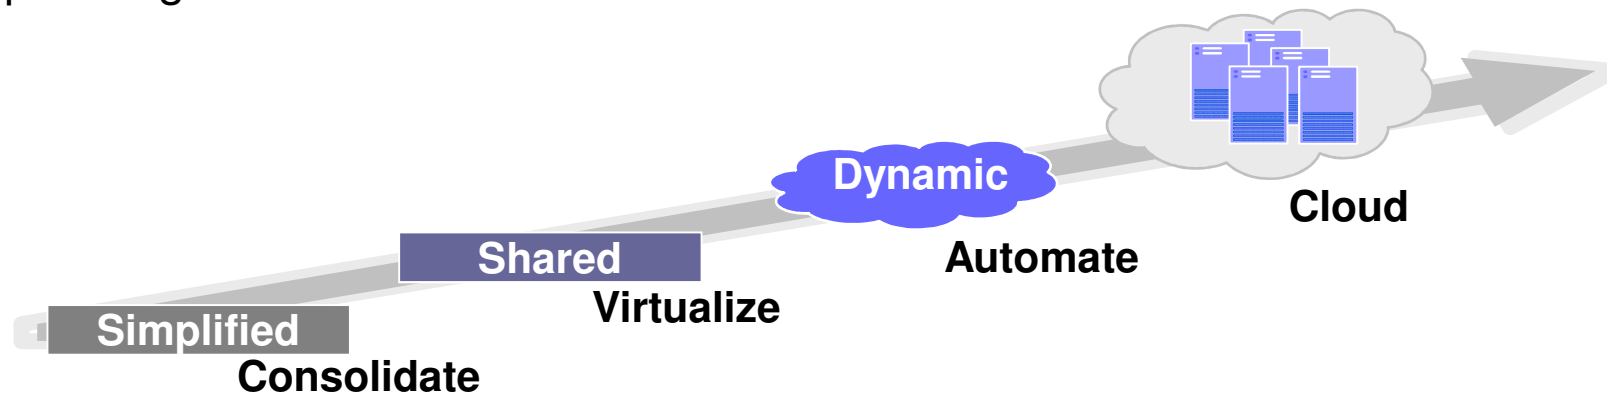 Simplified
Consolidate
Shared
Virtualize
Dynamic
Automate
Cloud